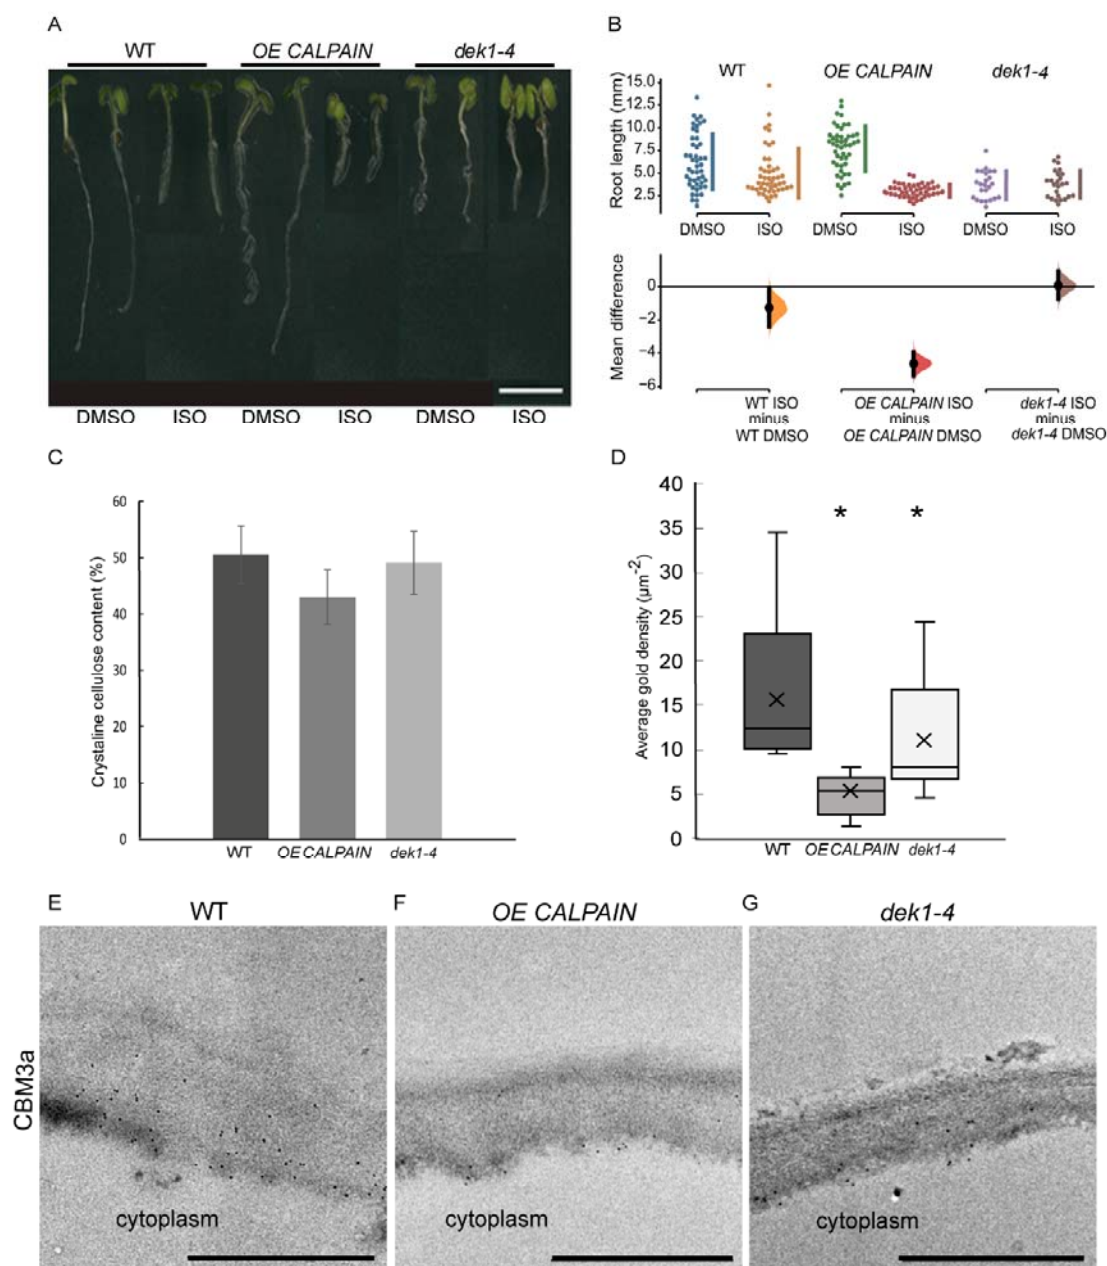 A
WT OE CALPAIN dek1-4
DMSO ISO DMSO ISO DMSO ISO
B
WT OE CALPAIN dek1-4
Root length (mm)
15.0
12.5
10.0
7.5
5.0
2.5
DMSO ISO DMSO ISO DMSO ISO
Mean difference
0
−2
−4
−6
WT ISO OE CALPAIN ISO dek1-4 ISO
minus minus minus
WT DMSO OE CALPAIN DMSO dek1-4 DMSO
C
Crystaline cellulose content (%)
60
50
40
30
20
10
0
WT OE CALPAIN dek1-4
D
Average gold density (µm-2)
40
35
30
25
20
15
10
5
0
* *
WT OE CALPAIN dek1-4
E WT F OE CALPAIN G dek1-4
CBM3a
cytoplasm cytoplasm cytoplasm